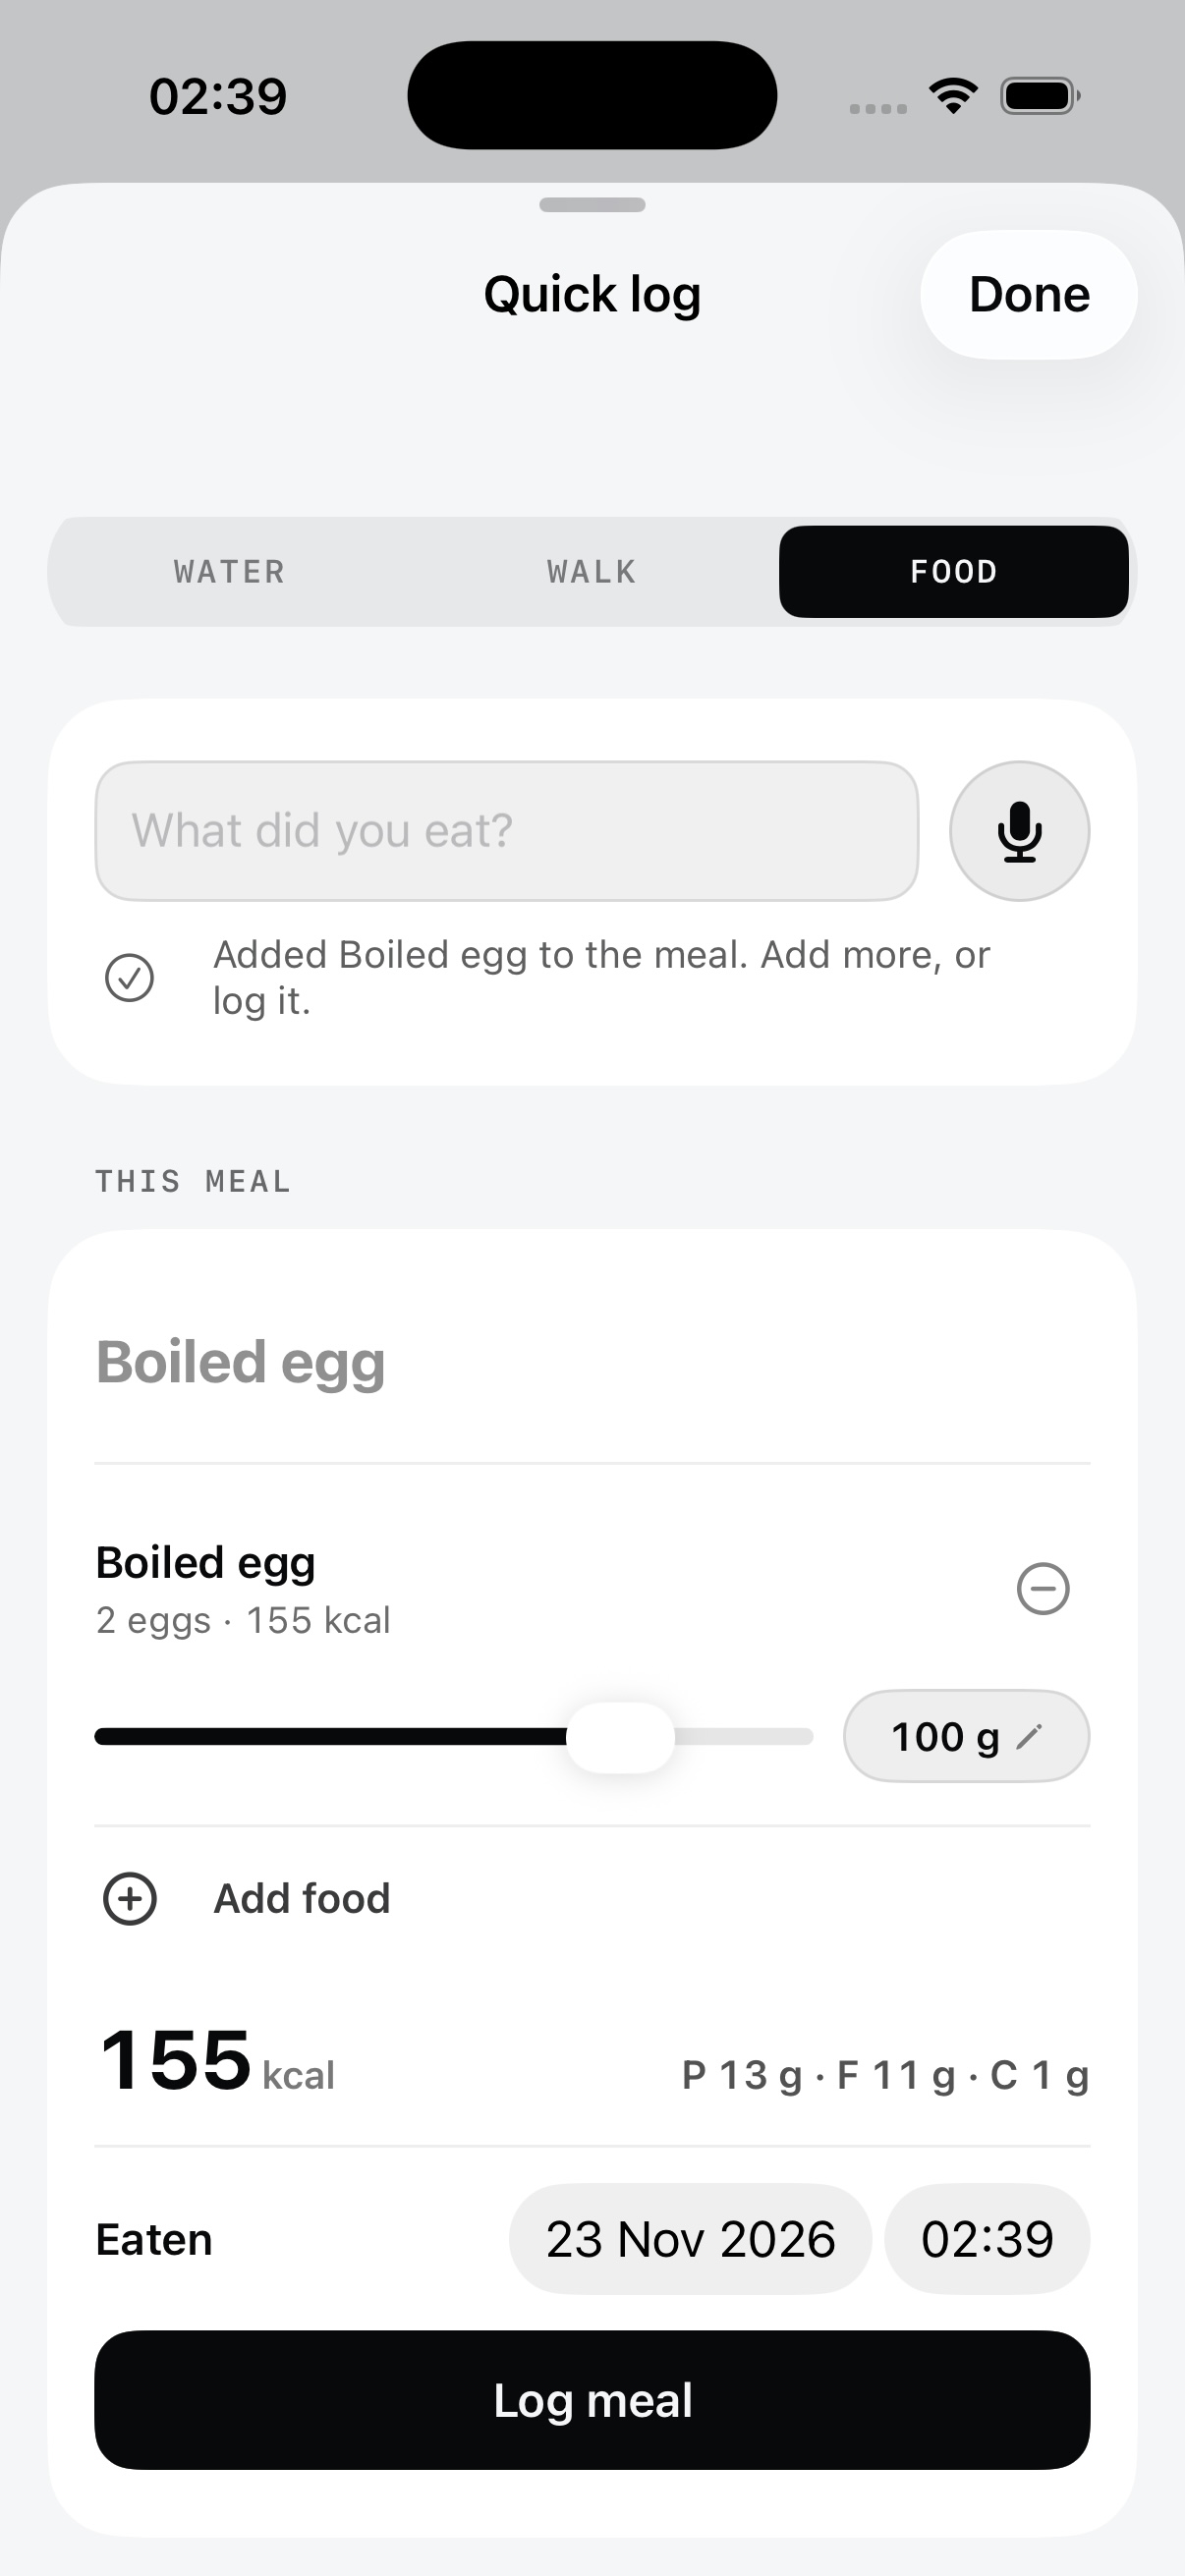 02:39
Quick log
Done
WATER
WALK
FOOD
What did you eat?
Added Boiled egg to the meal. Add more, or
log it.
THIS MEAL
Boiled egg
Boiled egg
2 eggs · 155 kcal
100 g
Add food
155 kcal
P 13 g · F 11 g · C 1 g
Eaten
23 Nov 2026
02:39
Log meal